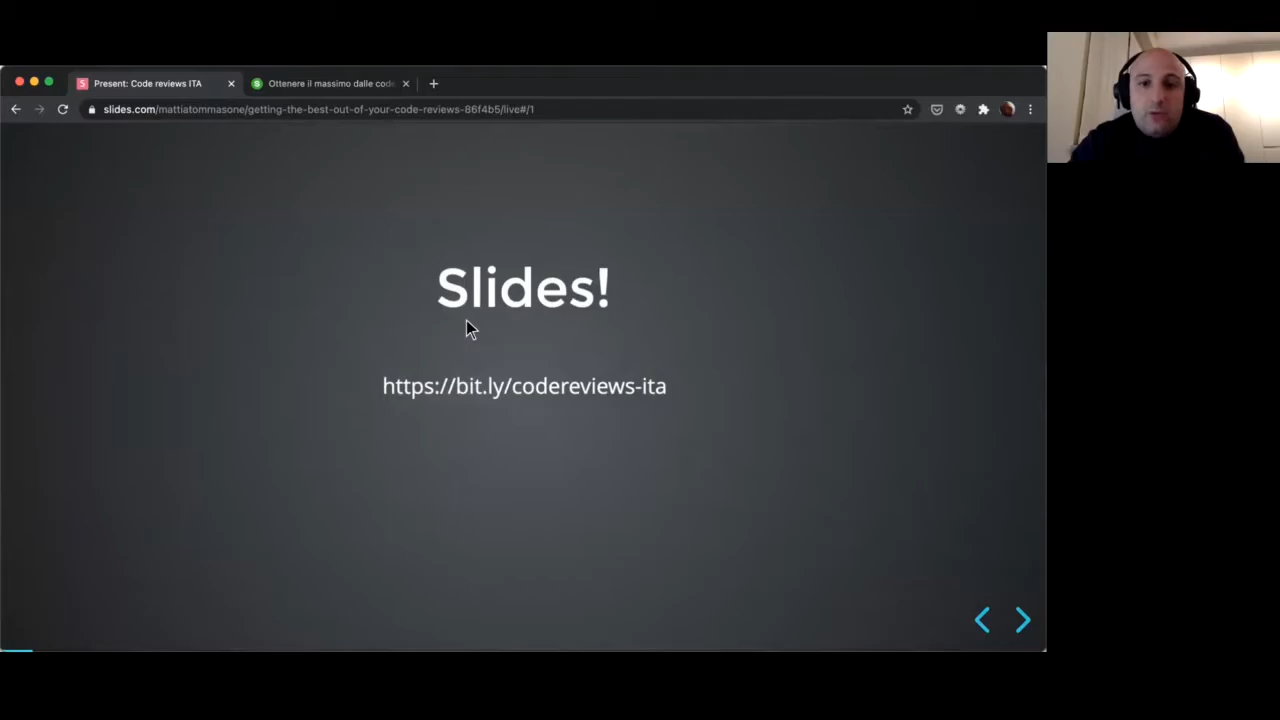 Present: Code reviews ITA
Ottenere il massimo dalle code
slides.com/mattiatommasone/getting-the-best-out-of-your-code-reviews-86f4b5/live#/1
Slides!
https://bit.ly/codereviews-ita